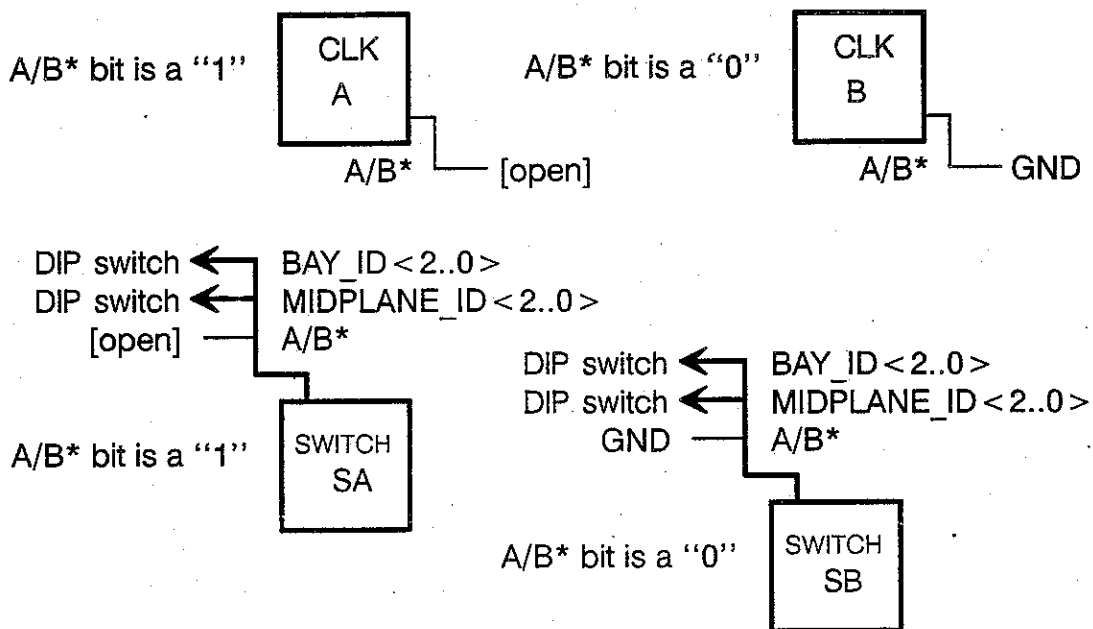 A/B* bit is a “1”
CLK
A
A/B*
[open]
A/B* bit is a “0”
CLK
B
A/B*
GND
DIP switch
BAY_ID<2..0>
DIP switch
MIDPLANE_ID<2..0>
[open]
A/B*
A/B* bit is a “1”
SWITCH
SA
DIP switch
BAY_ID<2..0>
DIP switch
MIDPLANE_ID<2..0>
GND
A/B*
A/B* bit is a “0”
SWITCH
SB